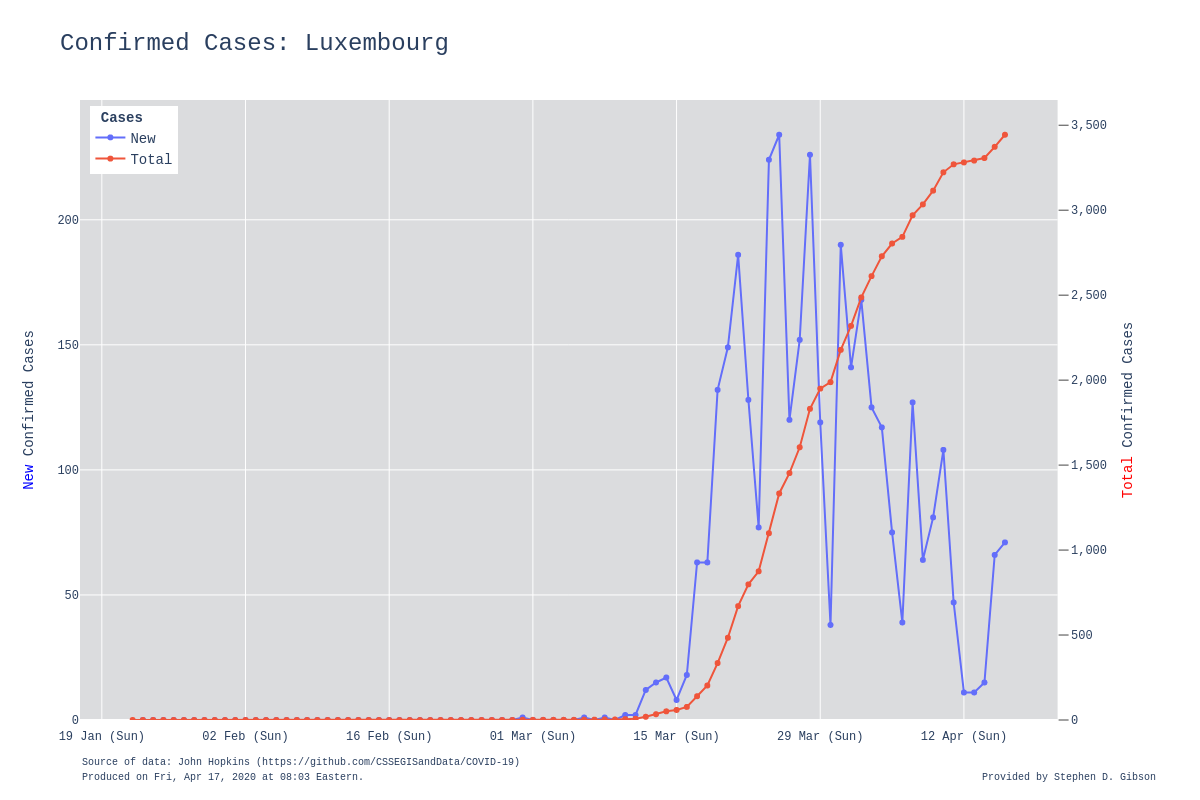 Confirmed Cases: Luxembourg
Cases
New
Total
200
150
100
50
0
New Confirmed Cases
3,500
3,000
2,500
2,000
1,500
1,000
500
0
Total Confirmed Cases
19 Jan (Sun) 02 Feb (Sun) 16 Feb (Sun) 01 Mar (Sun) 15 Mar (Sun) 29 Mar (Sun) 12 Apr (Sun)
Source of data: John Hopkins (https://github.com/CSSEGISandData/COVID-19)
Produced on Fri, Apr 17, 2020 at 08:03 Eastern.
Provided by Stephen D. Gibson